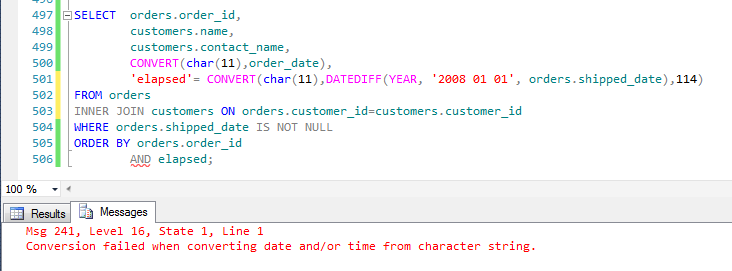 497 SELECT orders.order_id,
498 customers.name,
499 customers.contact_name,
500 CONVERT(char(11),order_date),
501 'elapsed'= CONVERT(char(11),DATEDIFF(YEAR, '2008 01 01', orders.shipped_date),114)
502 FROM orders
503 INNER JOIN customers ON orders.customer_id=customers.customer_id
504 WHERE orders.shipped_date IS NOT NULL
505 ORDER BY orders.order_id
506 AND elapsed;
100 %
Results Messages
Msg 241, Level 16, State 1, Line 1
Conversion failed when converting date and/or time from character string.